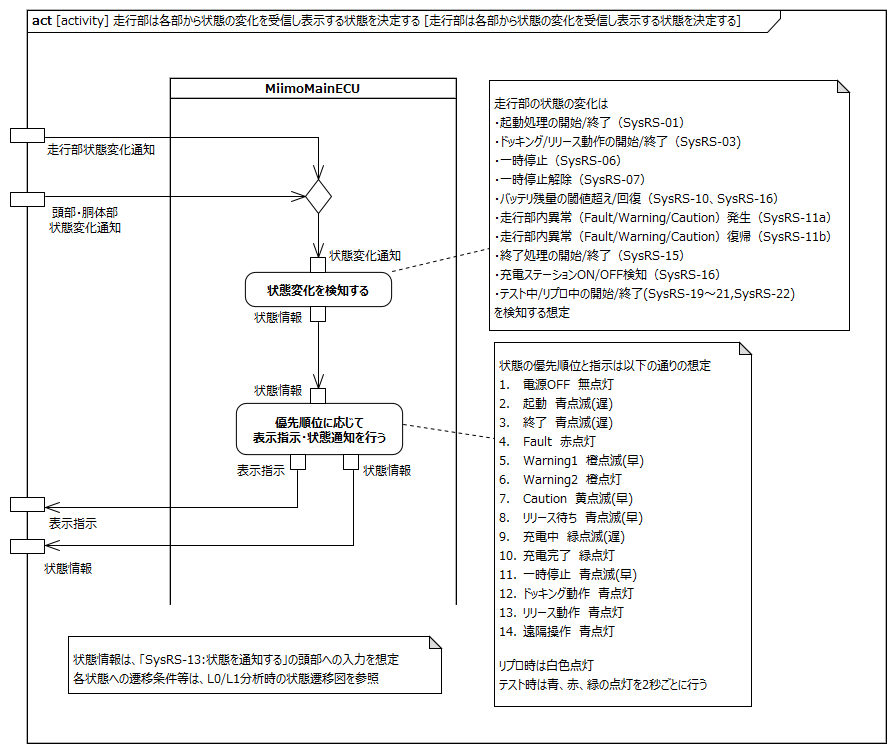 act [activity] 走行部は各部から状態の変化を受信し表示する状態を決定する [走行部は各部から状態の変化を受信し表示する状態を決定する]
MiimoMainECU
走行部状態変化通知
頭部・胴体部
状態変化通知
状態変化通知
状態変化を検知する
状態情報
状態情報
優先順位に応じて
表示指示・状態通知を行う
表示指示
状態情報
表示指示
状態情報
走行部の状態の変化は
・起動処理の開始/終了（SysRS-01）
・ドッキング/リリース動作の開始/終了（SysRS-03）
・一時停止（SysRS-06）
・一時停止解除（SysRS-07）
・バッテリ残量の閾値超え/回復（SysRS-10、SysRS-16）
・走行部内異常（Fault/Warning/Caution）発生（SysRS-11a）
・走行部内異常（Fault/Warning/Caution）復帰（SysRS-11b）
・終了処理の開始/終了（SysRS-15）
・充電ステーションON/OFF検知（SysRS-16）
・テスト中/リプロ中の開始/終了(SysRS-19～21,SysRS-22)
を検知する想定
状態の優先順位と指示は以下の通りの想定
1. 電源OFF 無点灯
2. 起動 青点滅(遅)
3. 終了 青点滅(遅)
4. Fault 赤点灯
5. Warning1 橙点滅(早)
6. Warning2 橙点灯
7. Caution 黄点滅(早)
8. リリース待ち 青点滅(早)
9. 充電中 緑点滅(遅)
10. 充電完了 緑点灯
11. 一時停止 青点滅(早)
12. ドッキング動作 青点灯
13. リリース動作 青点灯
14. 遠隔操作 青点灯
リプロ時は白色点灯
テスト時は青、赤、緑の点灯を2秒ごとに行う
状態情報は、「SysRS-13:状態を通知する」の頭部への入力を想定
各状態への遷移条件等は、L0/L1分析時の状態遷移図を参照